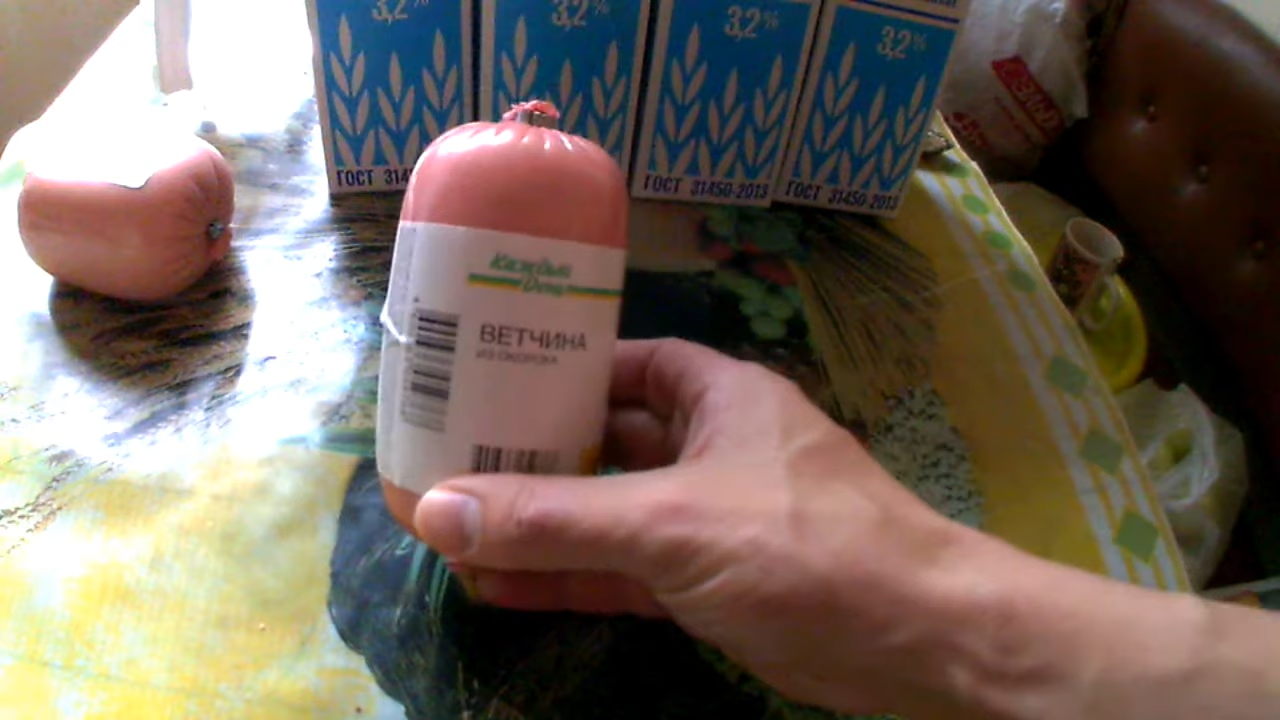 3,2%
3,2%
3,2%
3,2%
ГОСТ 314
ГОСТ 31450-2013
ГОСТ 31450-2013
Каждый
День
ВЕТЧИНА
ИЗ ОКОРОКА